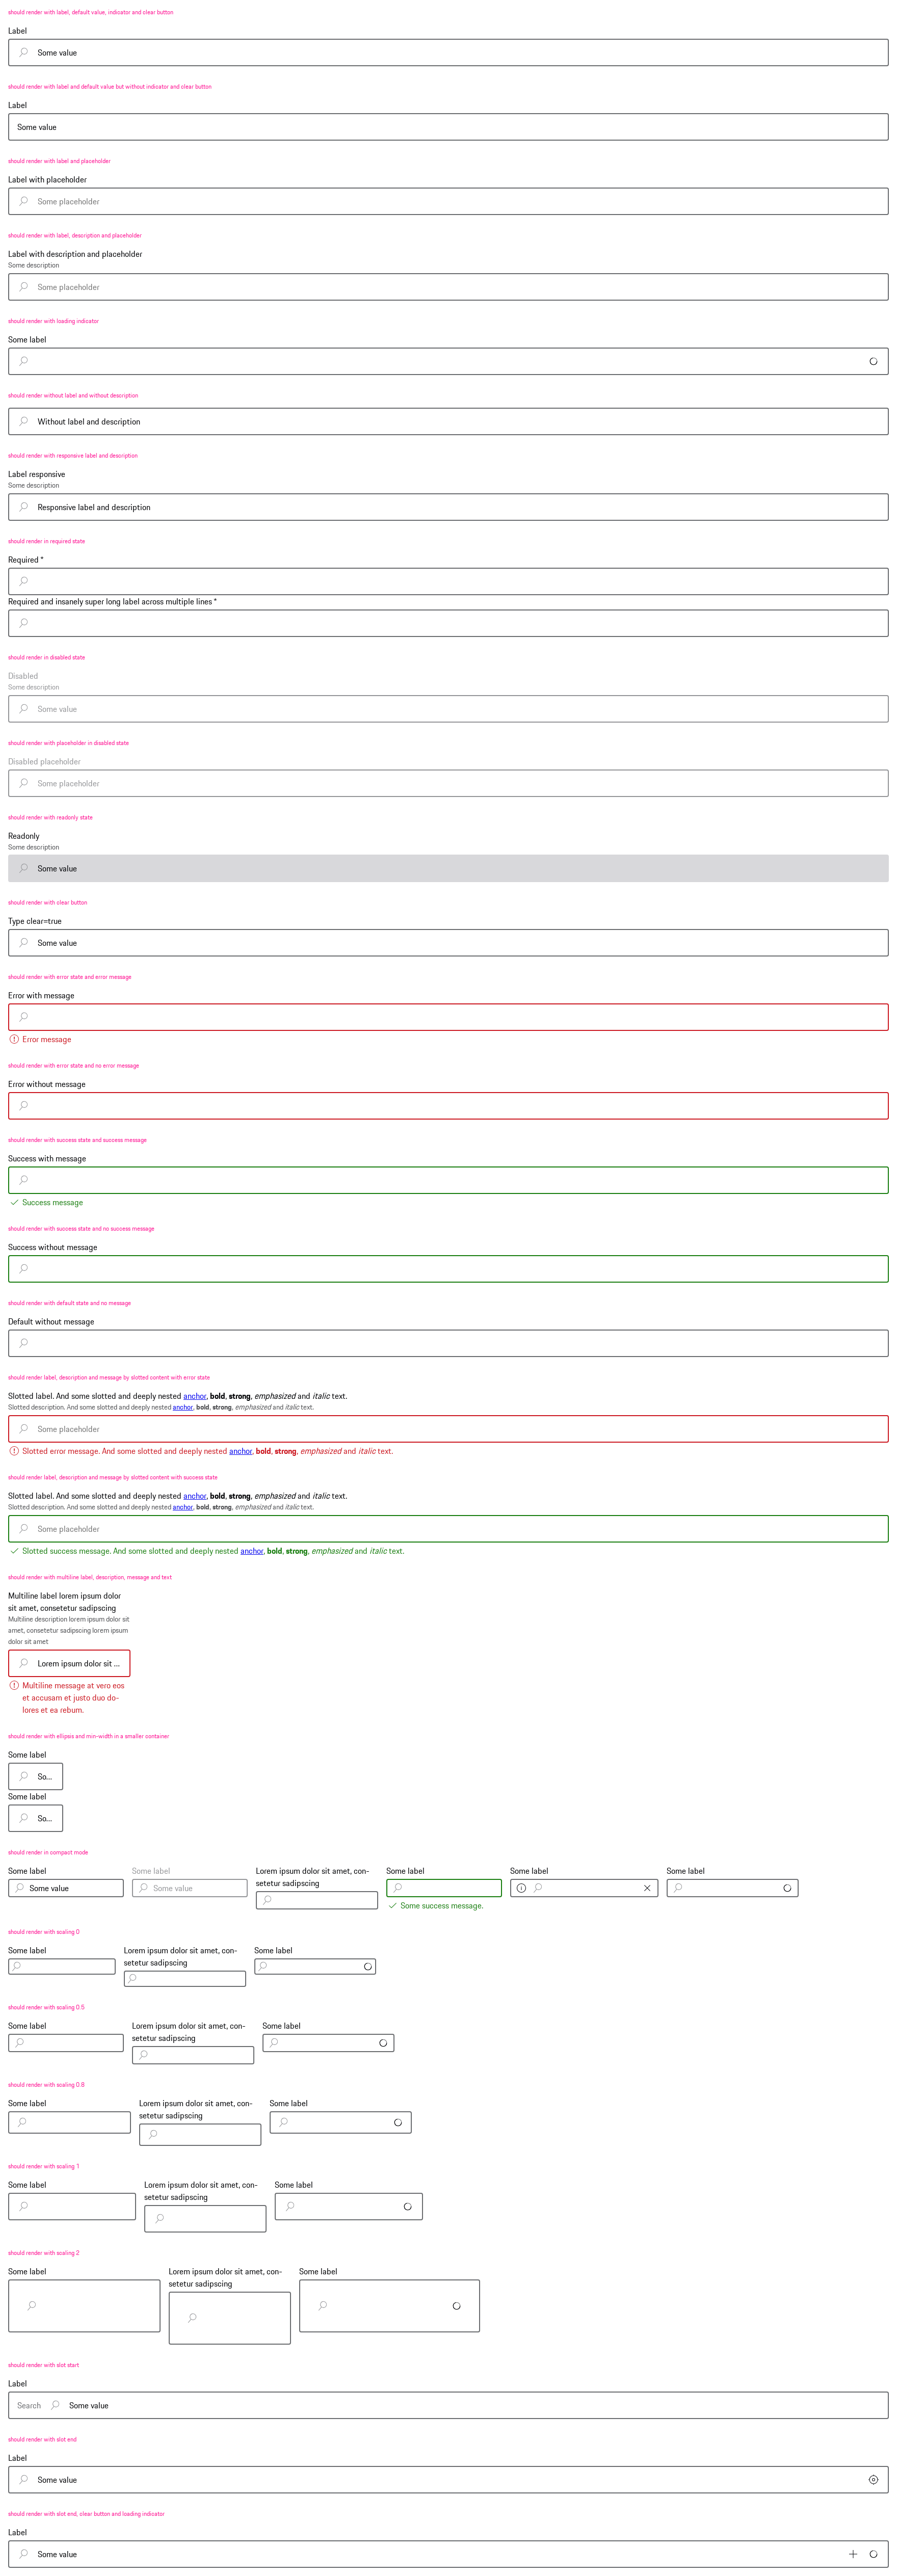 should render with label, default value, indicator and clear button
Label
Some value
should render with label and default value but without indicator and clear button
Label
Some value
should render with label and placeholder
Label with placeholder
Some placeholder
should render with label, description and placeholder
Label with description and placeholder
Some description
Some placeholder
should render with loading indicator
Some label
should render without label and without description
Without label and description
should render with responsive label and description
Label responsive
Some description
Responsive label and description
should render in required state
Required *
Required and insanely super long label across multiple lines *
should render in disabled state
Disabled
Some description
Some value
should render with placeholder in disabled state
Disabled placeholder
Some placeholder
should render with readonly state
Readonly
Some description
Some value
should render with clear button
Type clear=true
Some value
should render with error state and error message
Error with message
Error message
should render with error state and no error message
Error without message
should render with success state and success message
Success with message
Success message
should render with success state and no success message
Success without message
should render with default state and no message
Default without message
should render label, description and message by slotted content with error state
Slotted label. And some slotted and deeply nested anchor, bold, strong, emphasized and italic text.
Slotted description. And some slotted and deeply nested anchor, bold, strong, emphasized and italic text.
Some placeholder
Slotted error message. And some slotted and deeply nested anchor, bold, strong, emphasized and italic text.
should render label, description and message by slotted content with success state
Slotted label. And some slotted and deeply nested anchor, bold, strong, emphasized and italic text.
Slotted description. And some slotted and deeply nested anchor, bold, strong, emphasized and italic text.
Some placeholder
Slotted success message. And some slotted and deeply nested anchor, bold, strong, emphasized and italic text.
should render with multiline label, description, message and text
Multiline label lorem ipsum dolor
sit amet, consetetur sadipscing
Multiline description lorem ipsum dolor sit
amet, consetetur sadipscing lorem ipsum
dolor sit amet
Lorem ipsum dolor sit ...
Multiline message at vero eos
et accusam et justo duo do-
lores et ea rebum.
should render with ellipsis and min-width in a smaller container
Some label
So...
Some label
So...
should render in compact mode
Some label
Some value
Some label
Some value
Lorem ipsum dolor sit amet, con-
setetur sadipscing
Some label
Some success message.
Some label
Some label
should render with scaling 0
Some label
Lorem ipsum dolor sit amet, con-
setetur sadipscing
Some label
should render with scaling 0.5
Some label
Lorem ipsum dolor sit amet, con-
setetur sadipscing
Some label
should render with scaling 0.8
Some label
Lorem ipsum dolor sit amet, con-
setetur sadipscing
Some label
should render with scaling 1
Some label
Lorem ipsum dolor sit amet, con-
setetur sadipscing
Some label
should render with scaling 2
Some label
Lorem ipsum dolor sit amet, con-
setetur sadipscing
Some label
should render with slot start
Label
Search
Some value
should render with slot end
Label
Some value
should render with slot end, clear button and loading indicator
Label
Some value